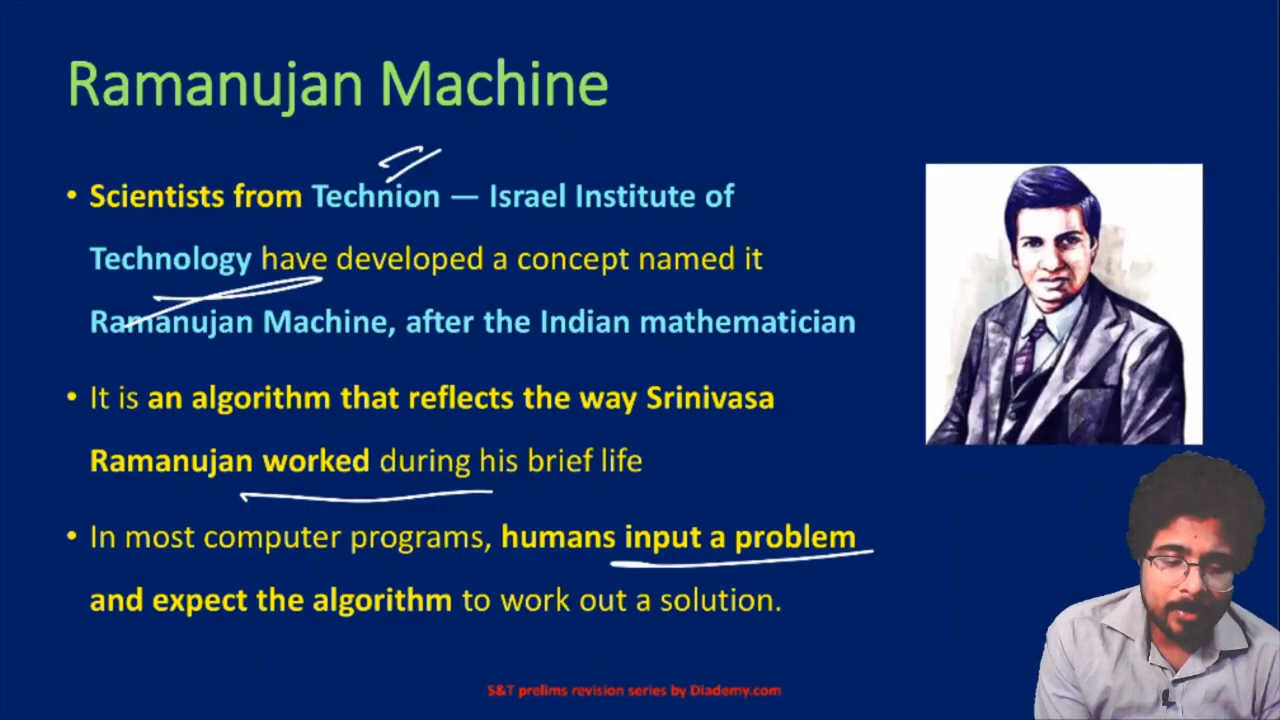 Ramanujan Machine
• Scientists from Technion — Israel Institute of
Technology have developed a concept named it
Ramanujan Machine, after the Indian mathematician
• It is an algorithm that reflects the way Srinivasa
Ramanujan worked during his brief life
• In most computer programs, humans input a problem
and expect the algorithm to work out a solution.
S&T prelims revision series by Diademy.com